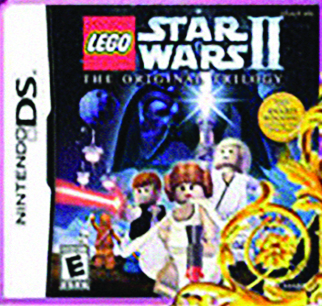 LEGO
STAR
WARS II
THE ORIGINAL TRILOGY
NINTENDO DS
E